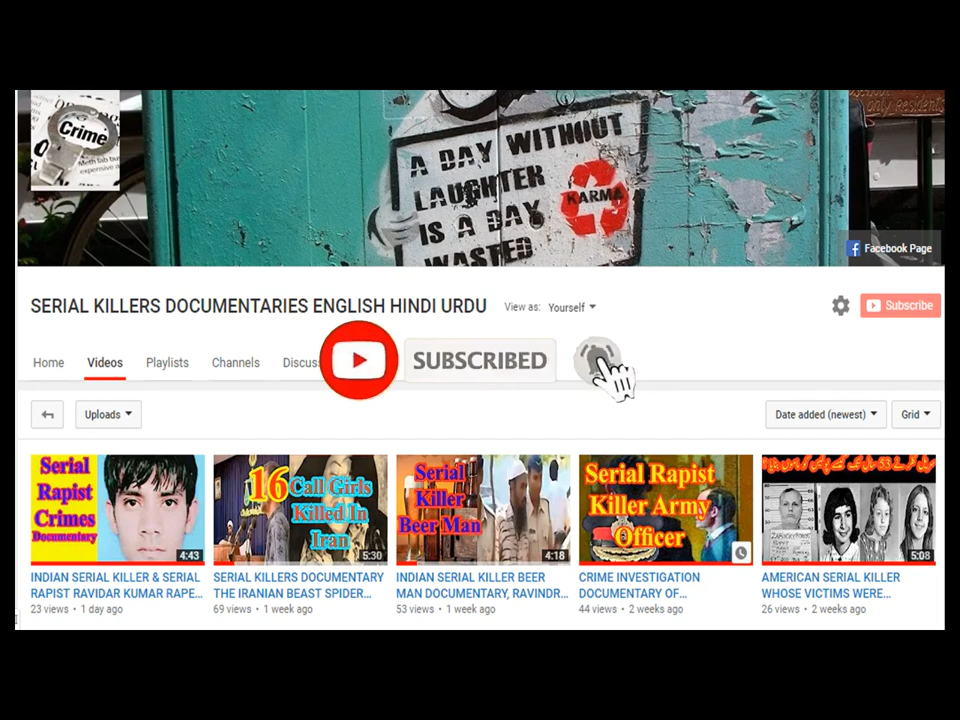 Crime
Meth lab
expensive
A DAY WITHOUT
LAUGHTER
IS A DAY
WASTED
KARMA
only Residents
Facebook Page
SERIAL KILLERS DOCUMENTARIES ENGLISH HINDI URDU
View as: Yourself
Subscribe
Home Videos Playlists Channels Discuss
SUBSCRIBED
Uploads
Date added (newest)
Grid
Serial
Rapist
Crimes
Documentary
4:43
INDIAN SERIAL KILLER & SERIAL
RAPIST RAVIDAR KUMAR RAPE...
23 views • 1 day ago
16 Call Girls
Killed In
Iran
5:30
SERIAL KILLERS DOCUMENTARY
THE IRANIAN BEAST SPIDER...
69 views • 1 week ago
Serial
Killer
Beer Man
4:18
INDIAN SERIAL KILLER BEER
MAN DOCUMENTARY, RAVINDR...
53 views • 1 week ago
Serial Rapist
Killer Army
Officer
CRIME INVESTIGATION
DOCUMENTARY OF...
44 views • 2 weeks ago
5:08
AMERICAN SERIAL KILLER
WHOSE VICTIMS WERE...
26 views • 2 weeks ago